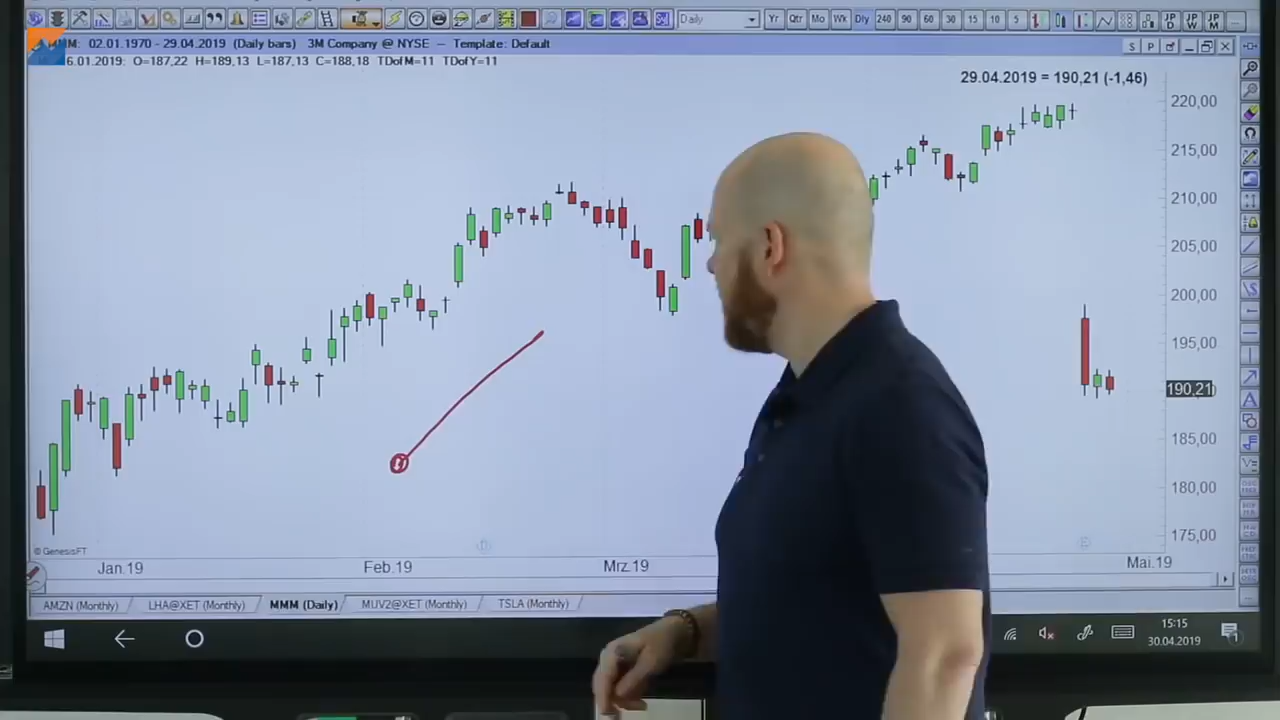 Daily
Yr Qtr Mo Wk Dly 240 90 60 30 15 10 5
MMM: 02.01.1970 - 29.04.2019 (Daily bars) 3M Company @ NYSE — Template: Default
S P
6.01.2019: O=187,22 H=189,13 L=187,13 C=188,18 TDofM=11 TDofY=11
29.04.2019 = 190,21 (-1,46)
220,00
215,00
210,00
205,00
200,00
195,00
190,21
185,00
180,00
175,00
© GenesisFT
Jan.19 Feb.19 Mrz.19 Mai.19
AMZN (Monthly) LHA@XET (Monthly) MMM (Daily) MUV2@XET (Monthly) TSLA (Monthly)
15:15
30.04.2019